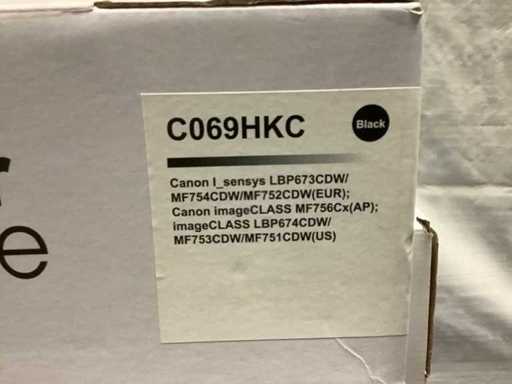 C069HKC
Black
Canon I_sensys LBP673CDW/
MF754CDW/MF752CDW(EUR);
Canon imageCLASS MF756Cx(AP);
imageCLASS LBP674CDW/
MF753CDW/MF751CDW(US)
r
e